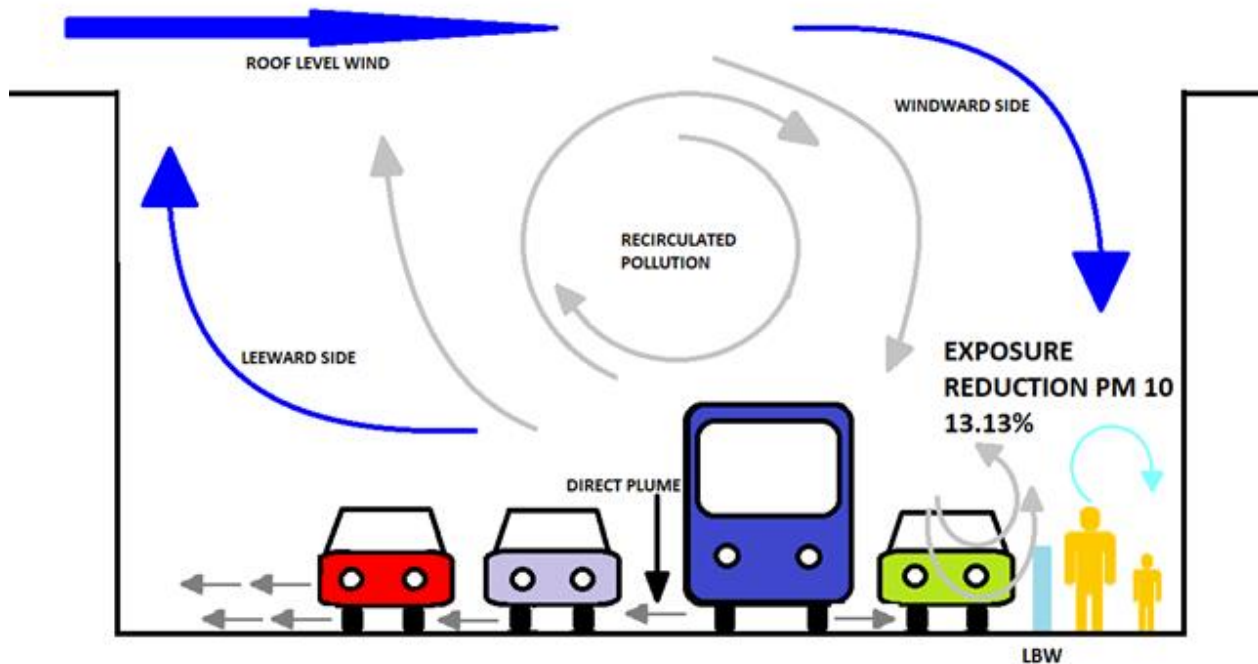 ROOF LEVEL WIND
WINDWARD SIDE
RECIRCULATED
POLLUTION
LEEWARD SIDE
EXPOSURE
REDUCTION PM 10
13.13%
DIRECT PLUME
LBW